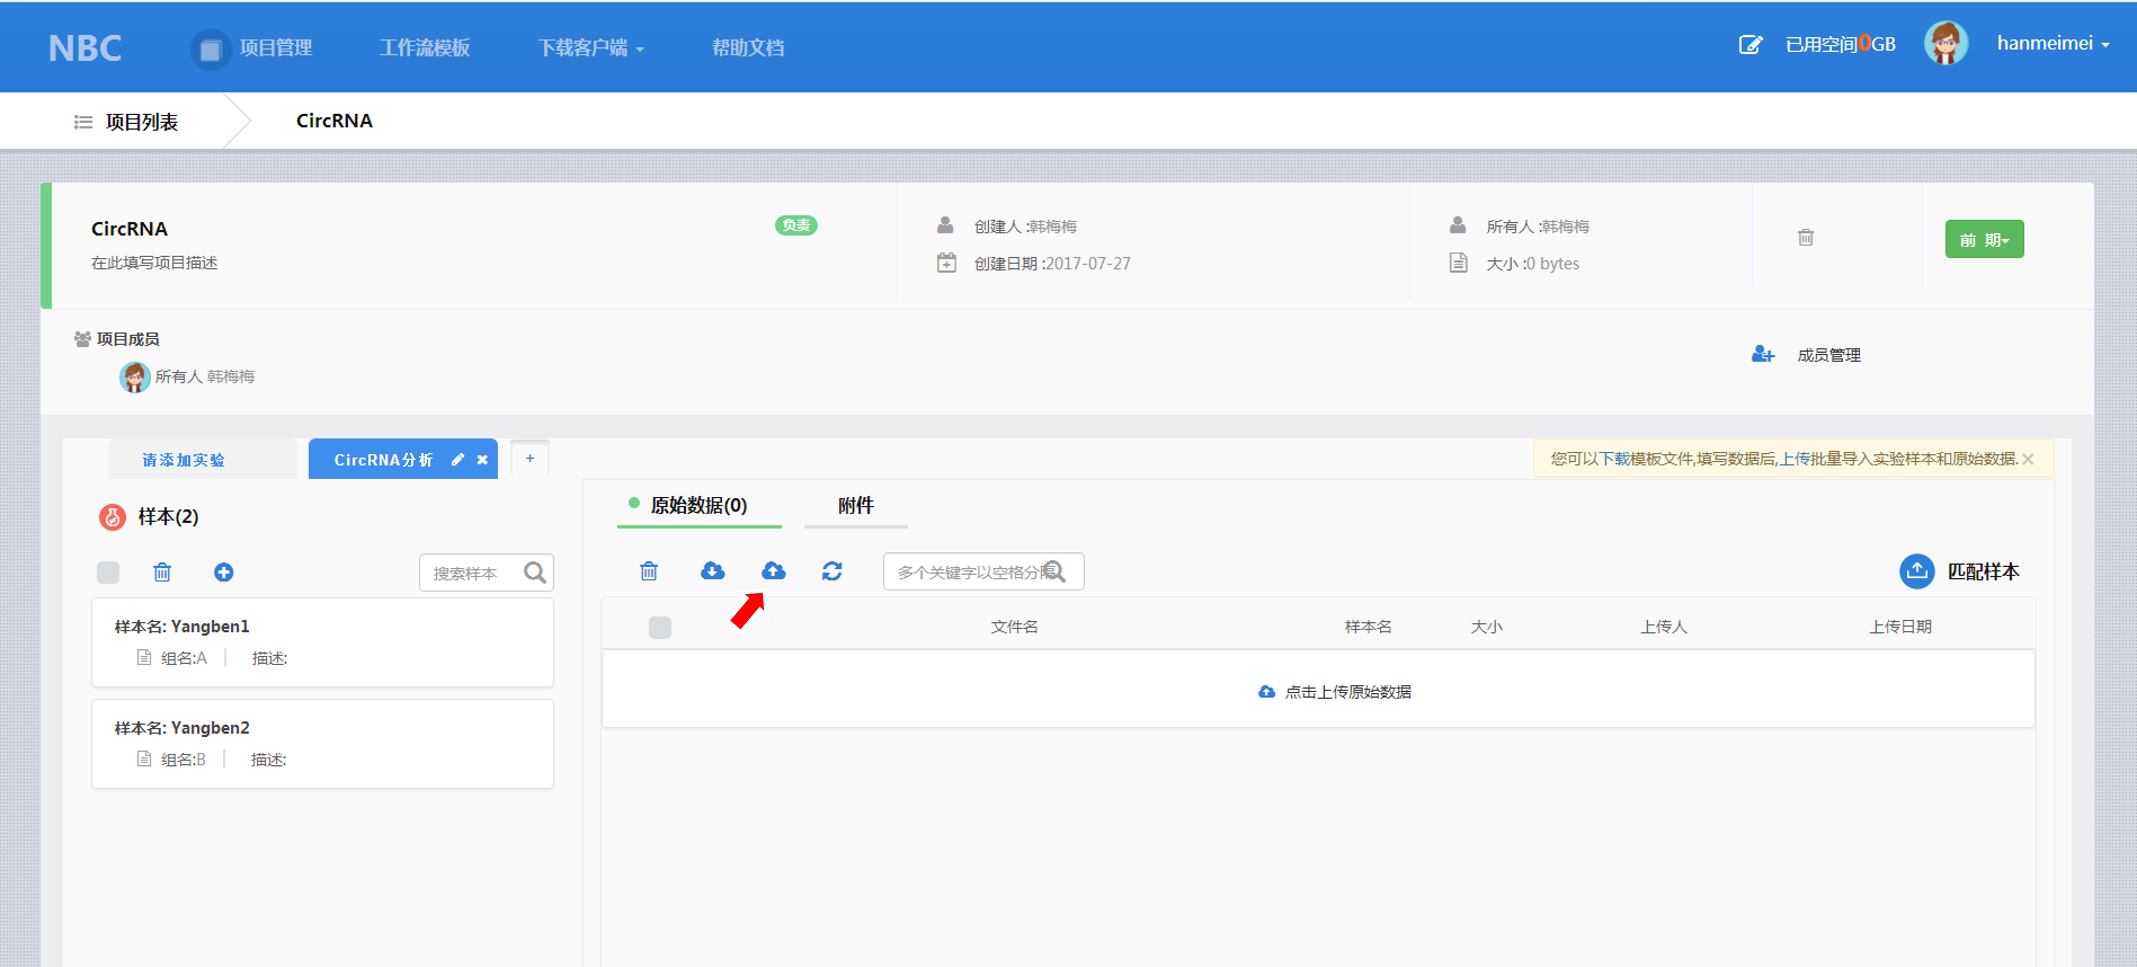 NBC 项目管理 工作流模板 下载客户端 帮助文档 已用空间0GB hanmeimei
项目列表 CircRNA
CircRNA 负责 创建人 :韩梅梅 所有人 :韩梅梅 前 期
在此填写项目描述 创建日期 :2017-07-27 大小 :0 bytes
项目成员
所有人 韩梅梅 成员管理
请添加实验 CircRNA分析 + 您可以下载模板文件,填写数据后,上传批量导入实验样本和原始数据.
样本(2) 原始数据(0) 附件
搜索样本 多个关键字以空格分隔 匹配样本
文件名 样本名 大小 上传人 上传日期
样本名: Yangben1
组名:A 描述:
点击上传原始数据
样本名: Yangben2
组名:B 描述: